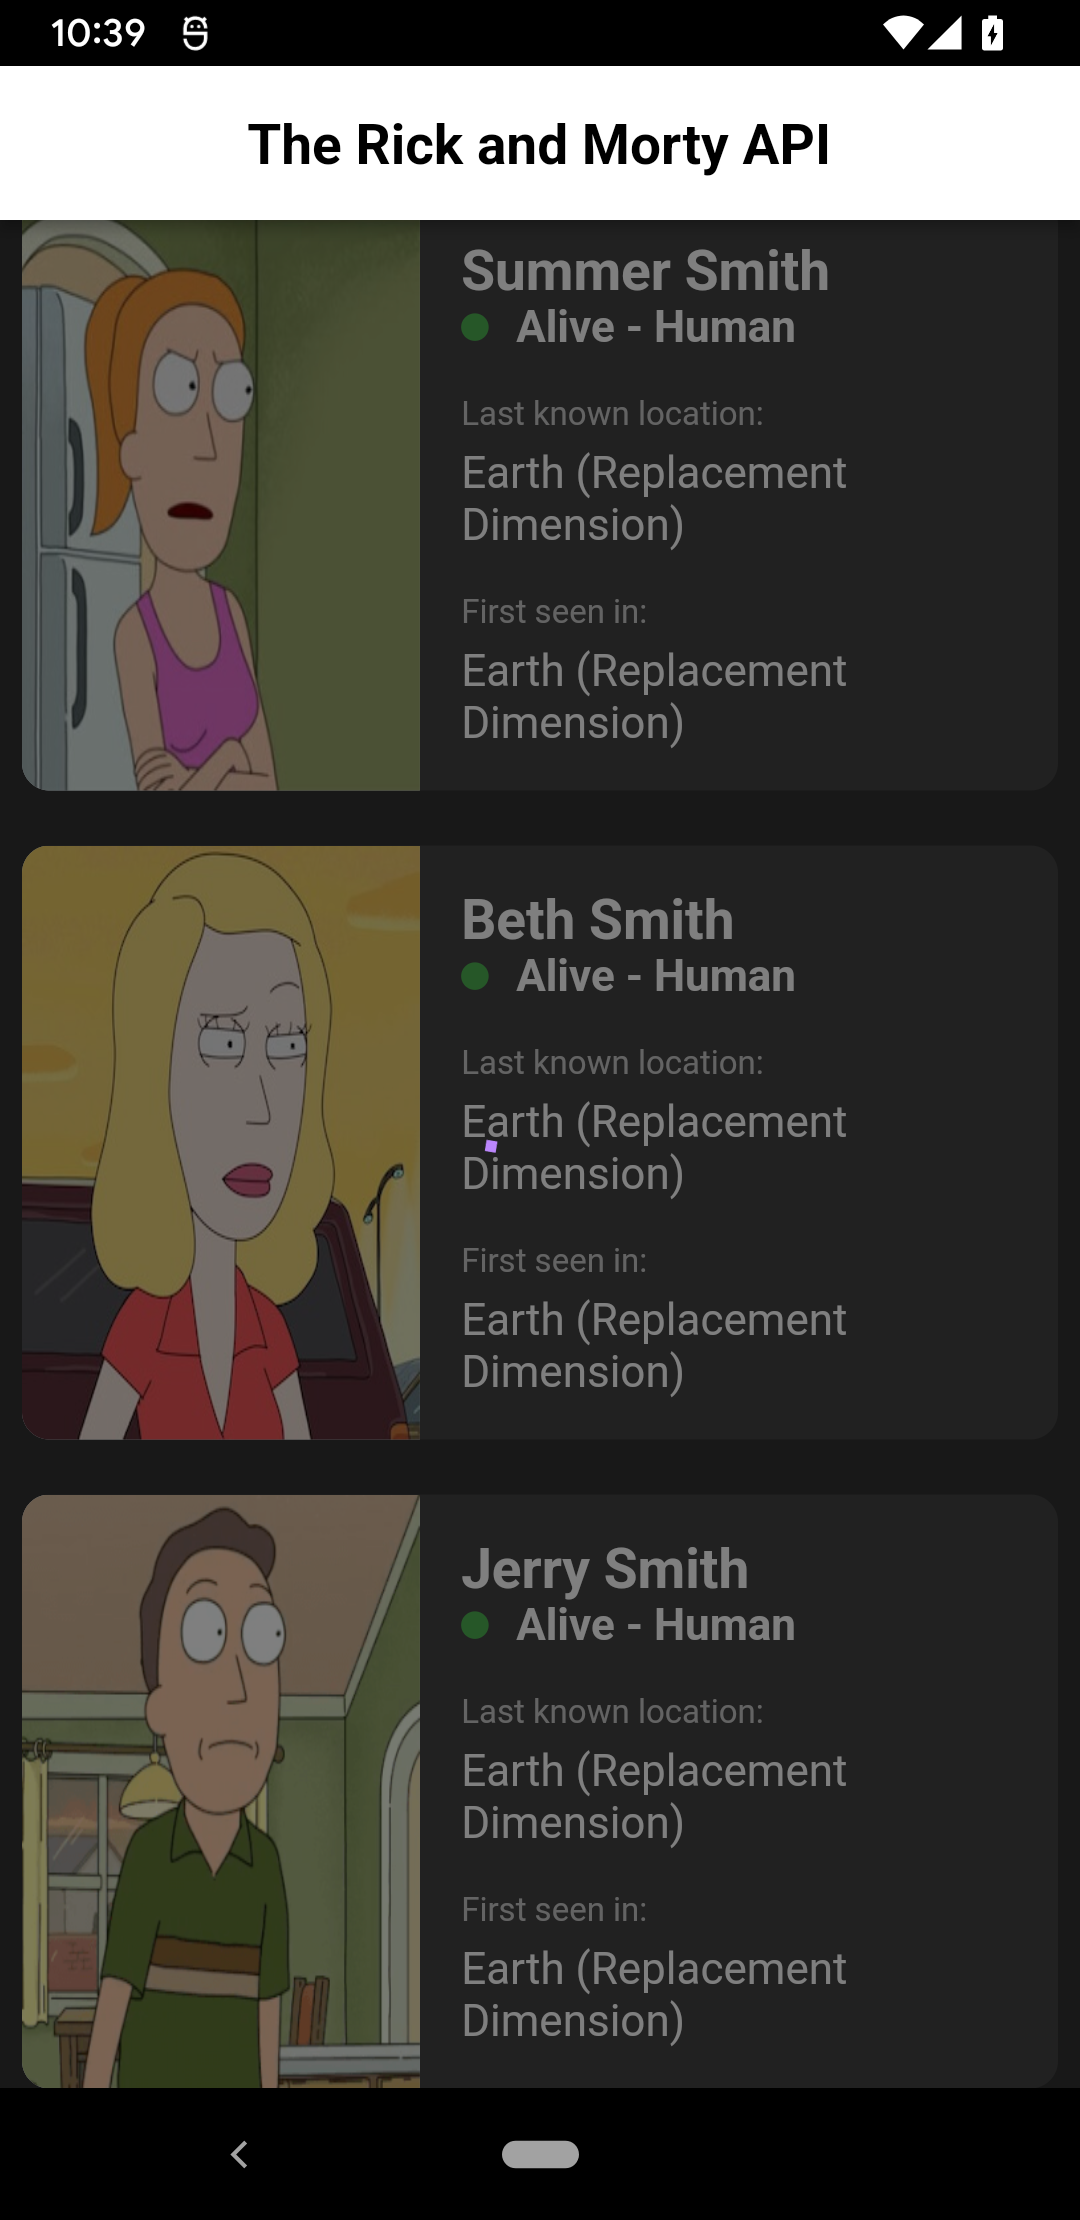 10:39
The Rick and Morty API
Summer Smith
Alive - Human
Last known location:
Earth (Replacement
Dimension)
First seen in:
Earth (Replacement
Dimension)
Beth Smith
Alive - Human
Last known location:
Earth (Replacement
Dimension)
First seen in:
Earth (Replacement
Dimension)
Jerry Smith
Alive - Human
Last known location:
Earth (Replacement
Dimension)
First seen in:
Earth (Replacement
Dimension)